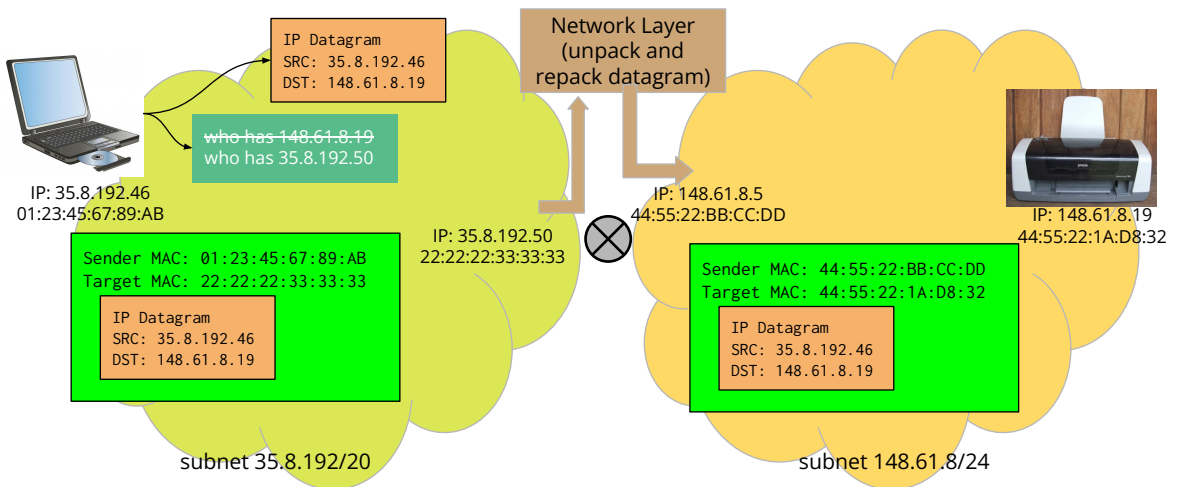 IP Datagram
SRC: 35.8.192.46
DST: 148.61.8.19
Network Layer
(unpack and
repack datagram)
who has 148.61.8.19
who has 35.8.192.50
IP: 35.8.192.46
01:23:45:67:89:AB
IP: 35.8.192.50
22:22:22:33:33:33
IP: 148.61.8.5
44:55:22:BB:CC:DD
EPSON
IP: 148.61.8.19
44:55:22:1A:D8:32
Sender MAC: 01:23:45:67:89:AB
Target MAC: 22:22:22:33:33:33
IP Datagram
SRC: 35.8.192.46
DST: 148.61.8.19
Sender MAC: 44:55:22:BB:CC:DD
Target MAC: 44:55:22:1A:D8:32
IP Datagram
SRC: 35.8.192.46
DST: 148.61.8.19
subnet 35.8.192/20
subnet 148.61.8/24